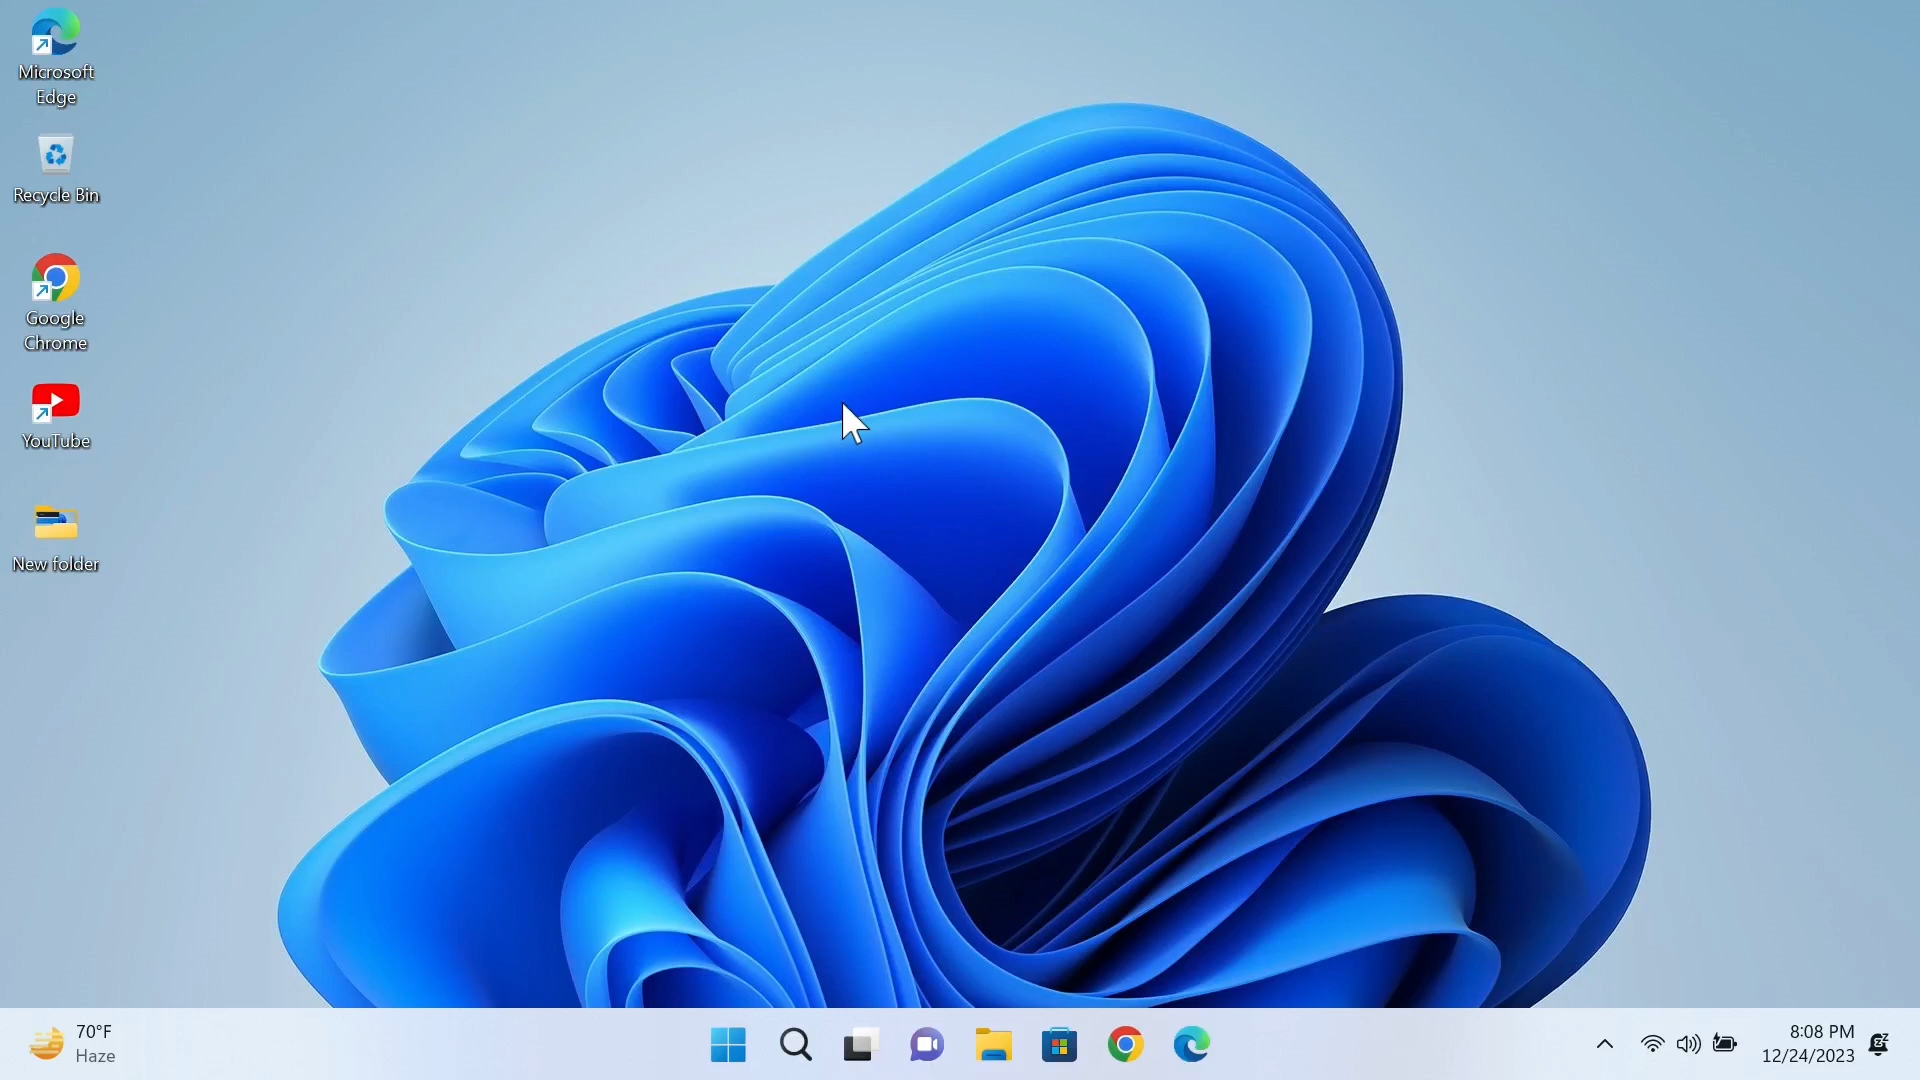 Microsoft
Edge
Recycle Bin
Google
Chrome
YouTube
New folder
70°F
Haze
8:08 PM
12/24/2023